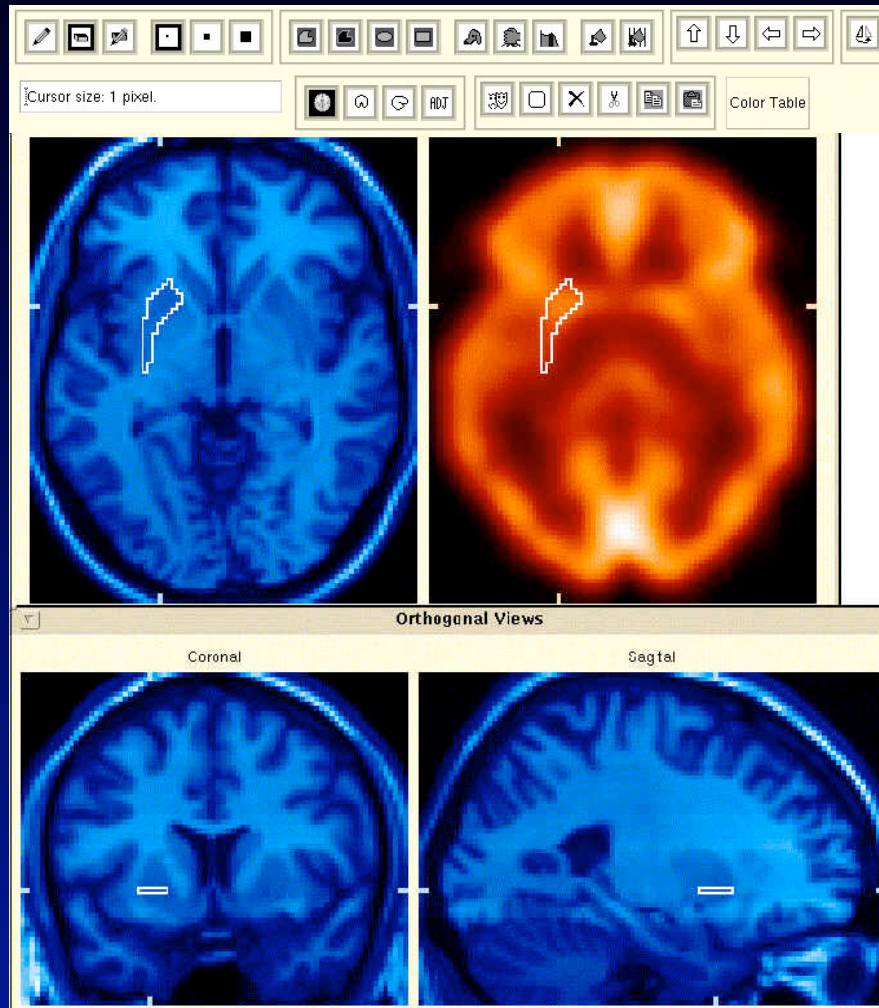 ADJ
Cursor size: 1 pixel.
Color Table
Orthogonal Views
Coronal
Sagtal